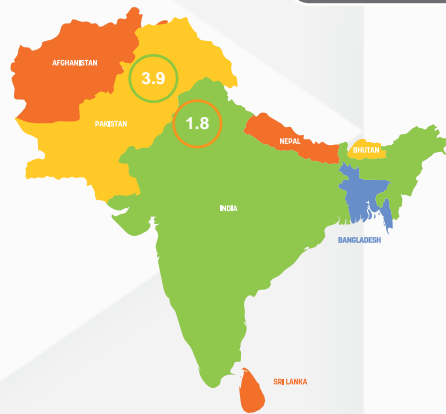 AFGHANISTAN
3.9
PAKISTAN
1.8
NEPAL
BHUTAN
INDIA
BANGLADESH
SRI LANKA